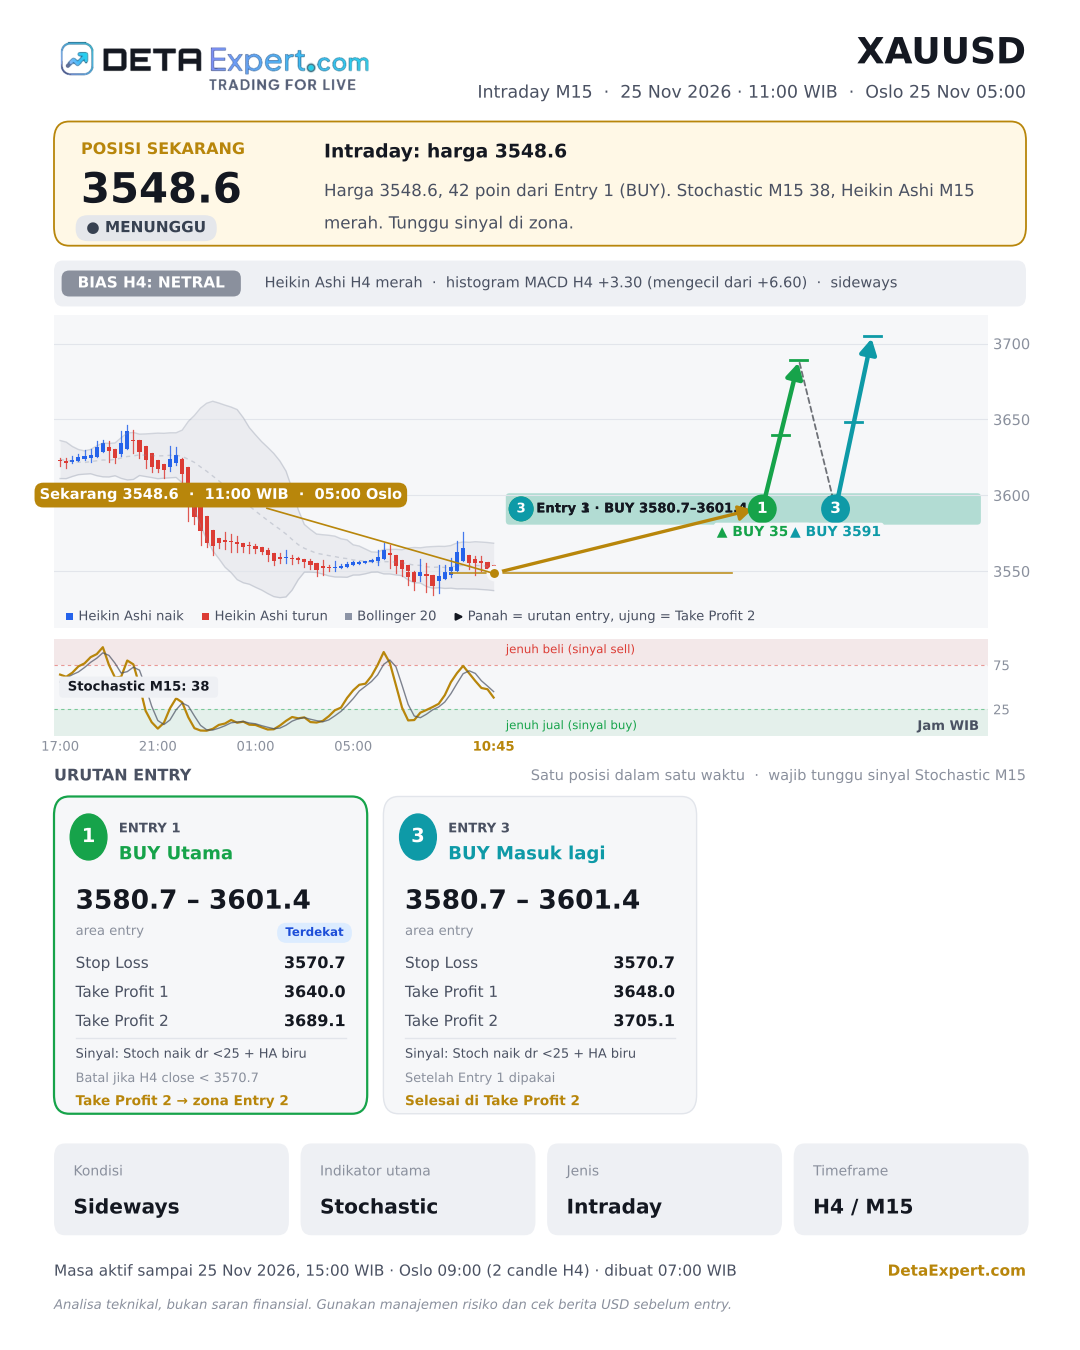 DETA Expert.com
TRADING FOR LIVE
XAUUSD
Intraday M15 · 25 Nov 2026 · 11:00 WIB · Oslo 25 Nov 05:00
POSISI SEKARANG
3548.6
● MENUNGGU
Intraday: harga 3548.6
Harga 3548.6, 42 poin dari Entry 1 (BUY). Stochastic M15 38, Heikin Ashi M15
merah. Tunggu sinyal di zona.
BIAS H4: NETRAL
Heikin Ashi H4 merah · histogram MACD H4 +3.30 (mengecil dari +6.60) · sideways
3700
3650
3600
3550
Sekarang 3548.6 · 11:00 WIB · 05:00 Oslo
3
Entry · BUY 3580.7–3601.4
1
3
▲ BUY 35
▲ BUY 3591
Heikin Ashi naik
Heikin Ashi turun
Bollinger 20
Panah = urutan entry, ujung = Take Profit 2
jenuh beli (sinyal sell)
75
Stochastic M15: 38
25
jenuh jual (sinyal buy)
Jam WIB
17:00 21:00 01:00 05:00 10:45
URUTAN ENTRY
Satu posisi dalam satu waktu · wajib tunggu sinyal Stochastic M15
1
ENTRY 1
BUY Utama
3580.7 – 3601.4
area entry
Terdekat
Stop Loss 3570.7
Take Profit 1 3640.0
Take Profit 2 3689.1
Sinyal: Stoch naik dr <25 + HA biru
Batal jika H4 close < 3570.7
Take Profit 2 → zona Entry 2
3
ENTRY 3
BUY Masuk lagi
3580.7 – 3601.4
area entry
Stop Loss 3570.7
Take Profit 1 3648.0
Take Profit 2 3705.1
Sinyal: Stoch naik dr <25 + HA biru
Setelah Entry 1 dipakai
Selesai di Take Profit 2
Kondisi
Sideways
Indikator utama
Stochastic
Jenis
Intraday
Timeframe
H4 / M15
Masa aktif sampai 25 Nov 2026, 15:00 WIB · Oslo 09:00 (2 candle H4) · dibuat 07:00 WIB
DetaExpert.com
Analisa teknikal, bukan saran finansial. Gunakan manajemen risiko dan cek berita USD sebelum entry.